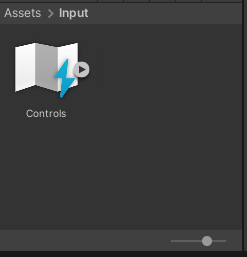 Assets > Input
Controls